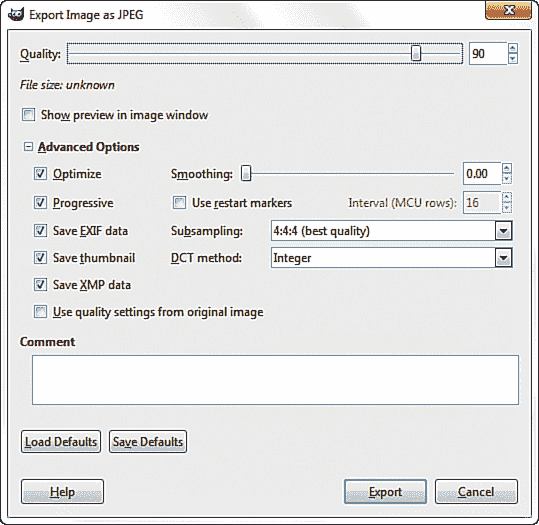 Export Image as JPEG
Quality: 90
File size: unknown
Show preview in image window
Advanced Options
Optimize Smoothing: 0.00
Progressive Use restart markers Interval (MCU rows): 16
Save EXIF data Subsampling: 4:4:4 (best quality)
Save thumbnail DCT method: Integer
Save XMP data
Use quality settings from original image
Comment
Load Defaults Save Defaults
Help Export Cancel